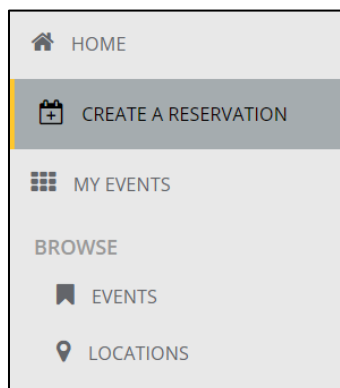 HOME
CREATE A RESERVATION
MY EVENTS
BROWSE
EVENTS
LOCATIONS